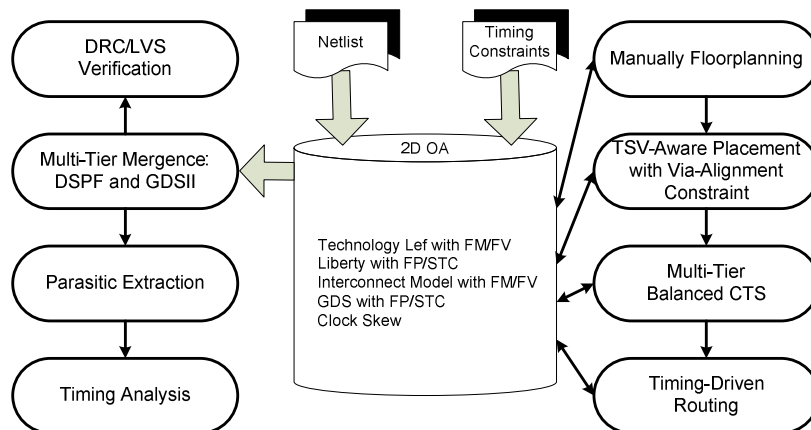 DRC/LVS
Verification
Netlist
Timing
Constraints
Manually Floorplanning
Multi-Tier Mergence:
DSPF and GDSII
2D OA
TSV-Aware Placement
with Via-Alignment
Constraint
Technology Lef with FM/FV
Liberty with FP/STC
Interconnect Model with FM/FV
GDS with FP/STC
Clock Skew
Parasitic Extraction
Multi-Tier
Balanced CTS
Timing Analysis
Timing-Driven
Routing